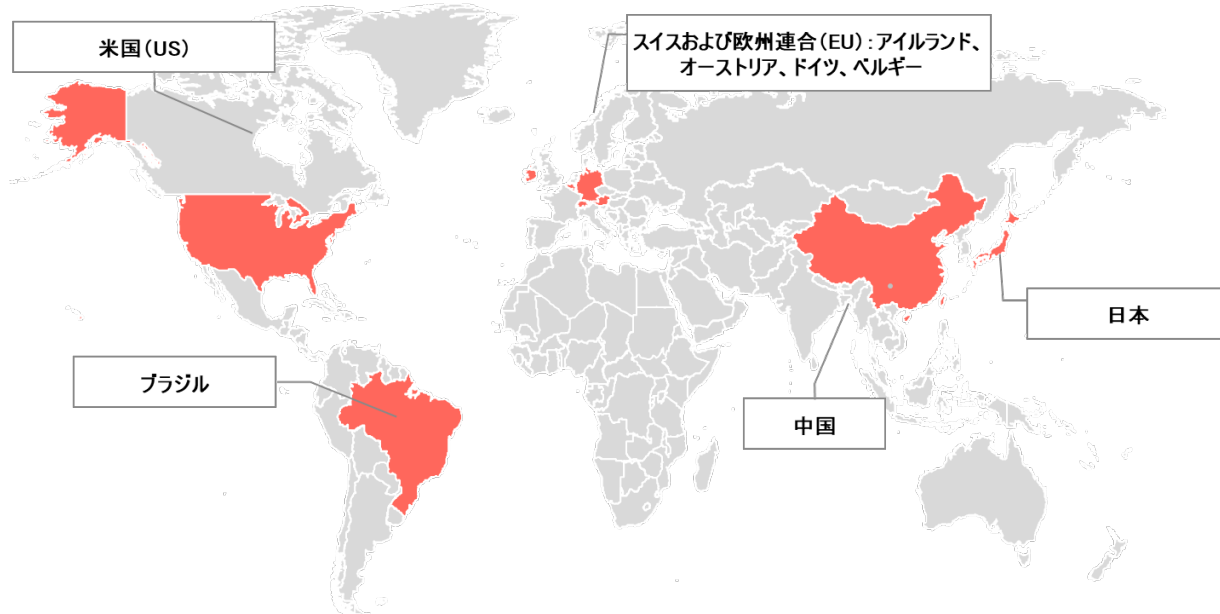 米国（US）
スイスおよび欧州連合（EU）：アイルランド、
オーストリア、ドイツ、ベルギー
日本
ブラジル
中国